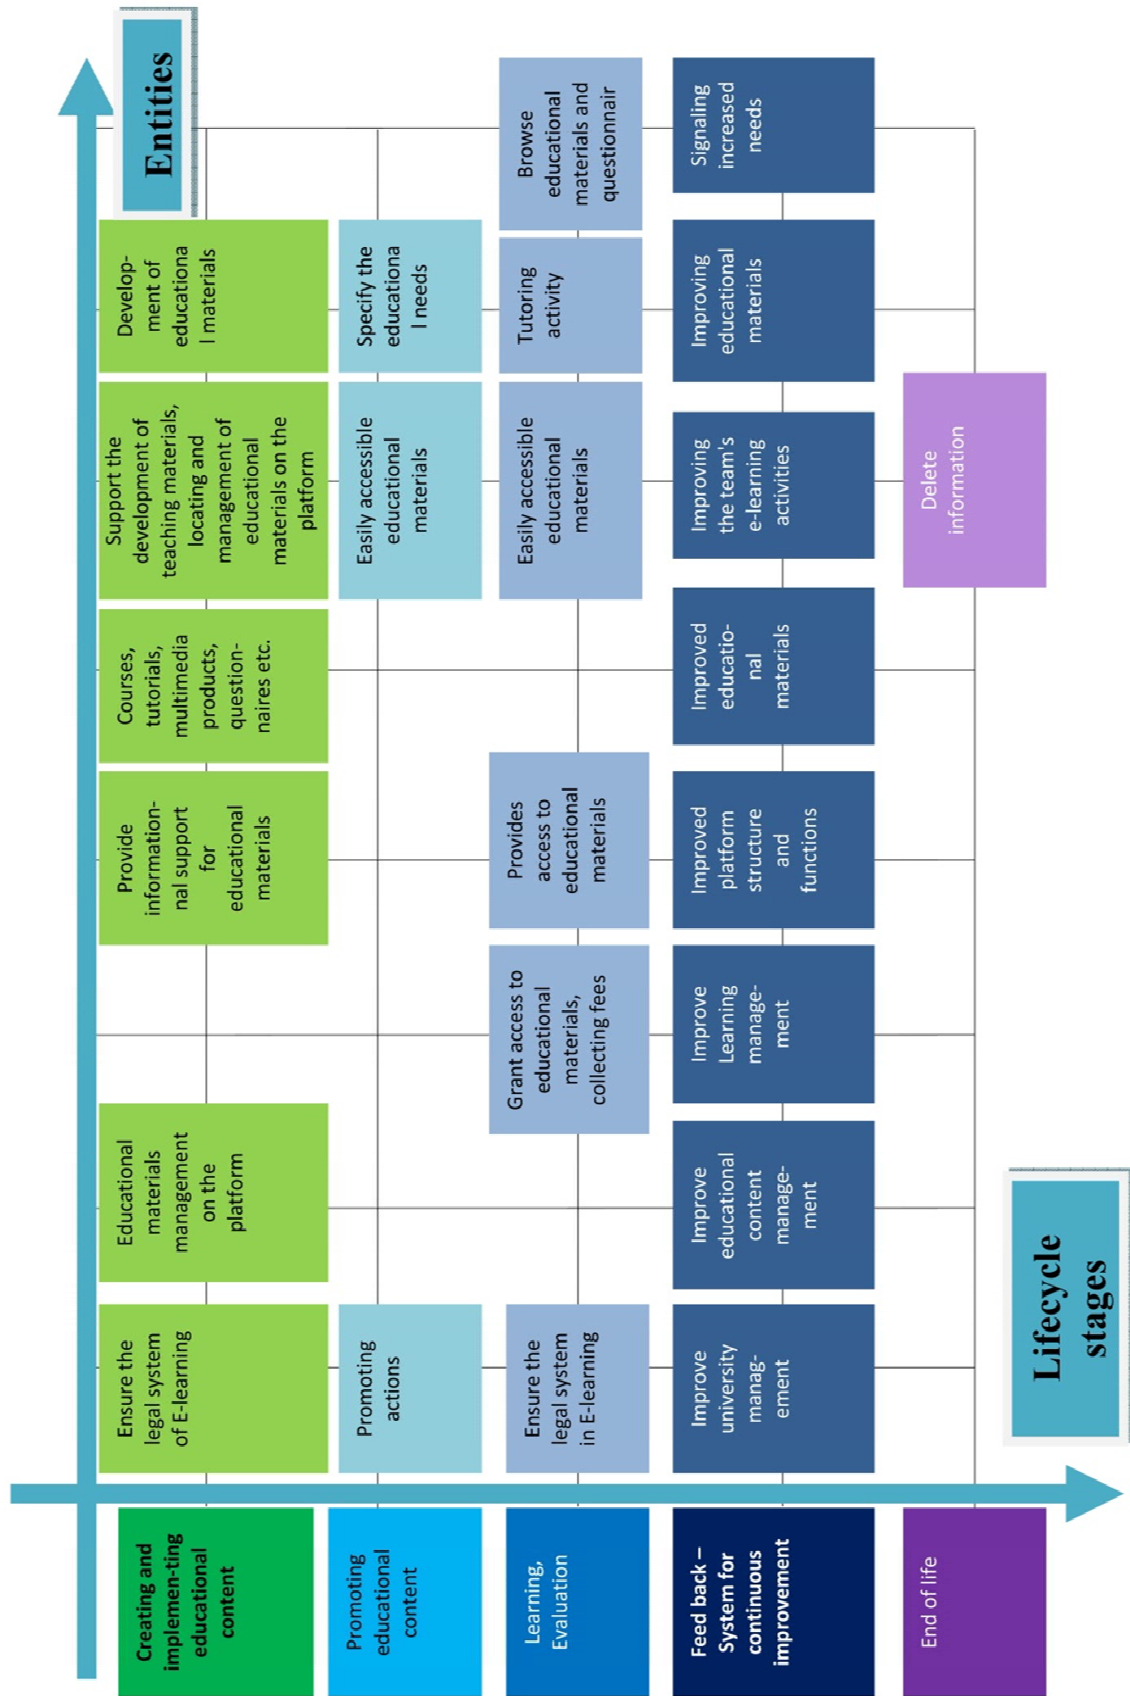 Entities
Creating and
implemen-ting
educational
content
Ensure the
legal system
of E-learning
Educational
materials
management
on the
platform
Provide
information-
nal support
for
educational
materials
Courses,
tutorials,
multimedia
products,
question-
naires etc.
Support the
development of
teaching materials,
locating and
management of
educational
materials on the
platform
Develop-
ment of
educationa
l materials
Promoting
educational
content
Promoting
actions
Easily accessible
educational
materials
Specify the
educationa
l needs
Learning,
Evaluation
Ensure the
legal system
in E-learning
Grant access to
educational
materials,
collecting fees
Provides
access to
educational
materials
Easily accessible
educational
materials
Tutoring
activity
Browse
educational
materials and
questionnair
Feed back –
System for
continuous
improvement
Improve
university
manag-
ement
Improve
educational
content
manage-
ment
Improve
Learning
manage-
ment
Improved
platform
structure
and
functions
Improved
educatio-
nal
materials
Improving
the team's
e-learning
activities
Improving
educational
materials
Signaling
increased
needs
End of life
Delete
information
Lifecycle
stages